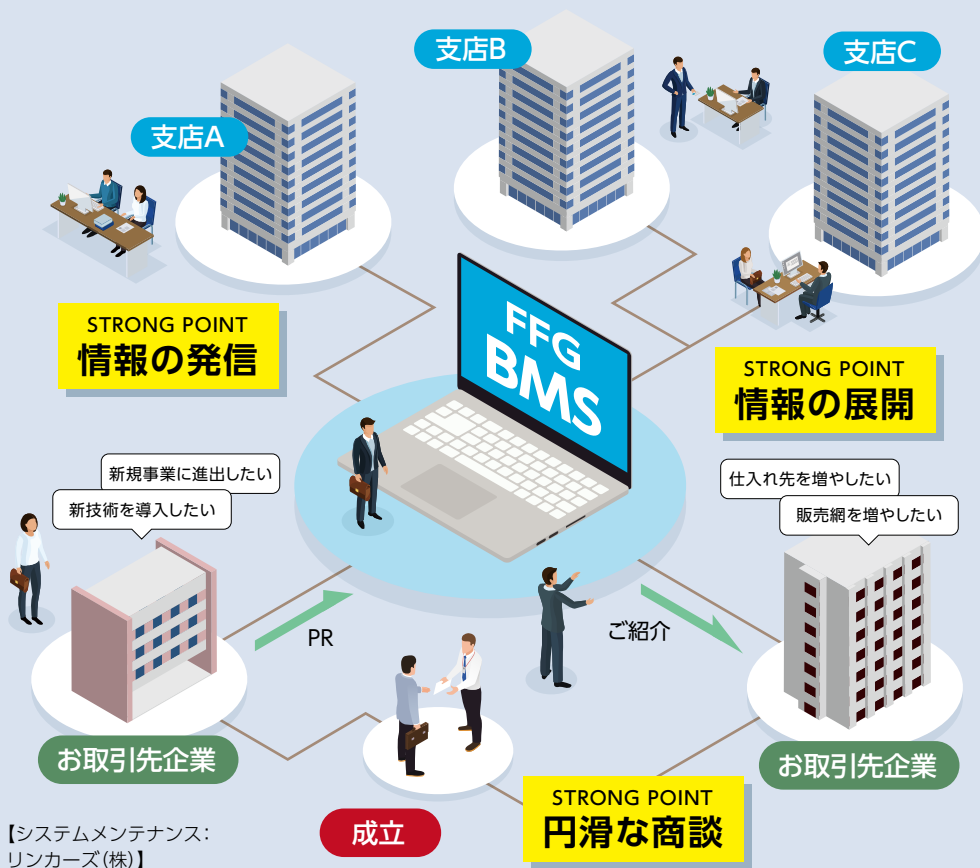 支店A
支店B
支店C
FFG
BMS
STRONG POINT
情報の発信
STRONG POINT
情報の展開
新規事業に進出したい
新技術を導入したい
仕入れ先を増やしたい
販売網を増やしたい
PR
ご紹介
お取引先企業
お取引先企業
STRONG POINT
円滑な商談
成立
【システムメンテナンス：
リンカーズ(株)】